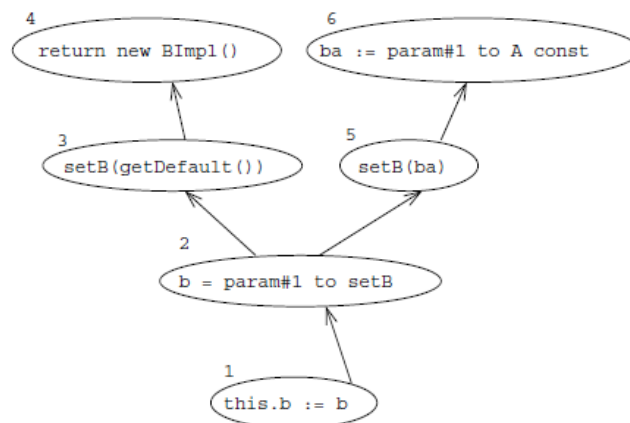 4
6
return new BImpl()
ba := param#1 to A const
3
5
setB(getDefault())
setB(ba)
2
b = param#1 to setB
1
this.b := b